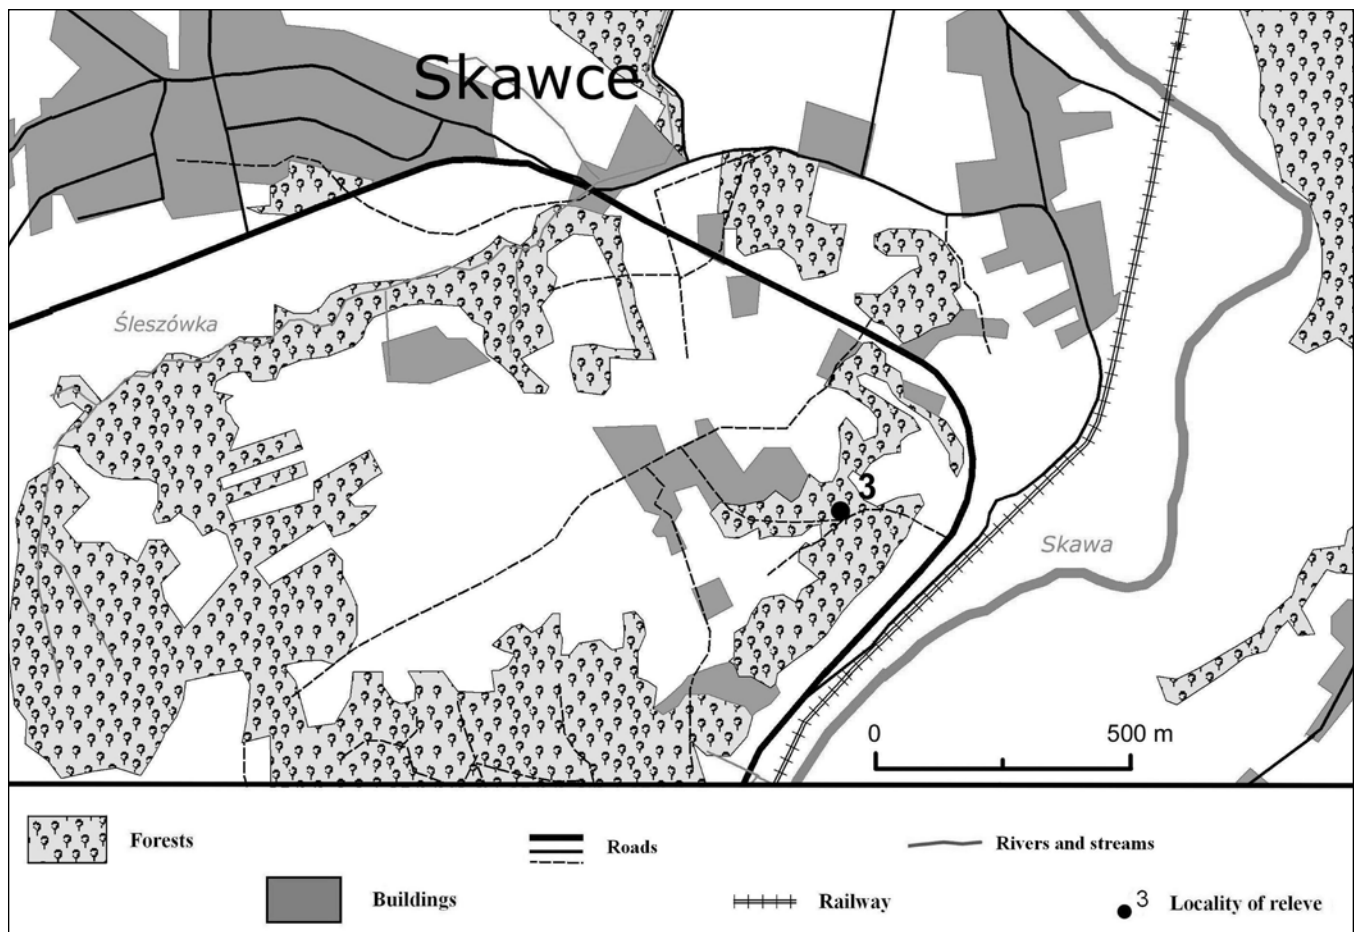 Skawce
Śleszówka
3
Skawa
0 500 m
Forests
Roads
Rivers and streams
Buildings
Railway
3 Locality of releve